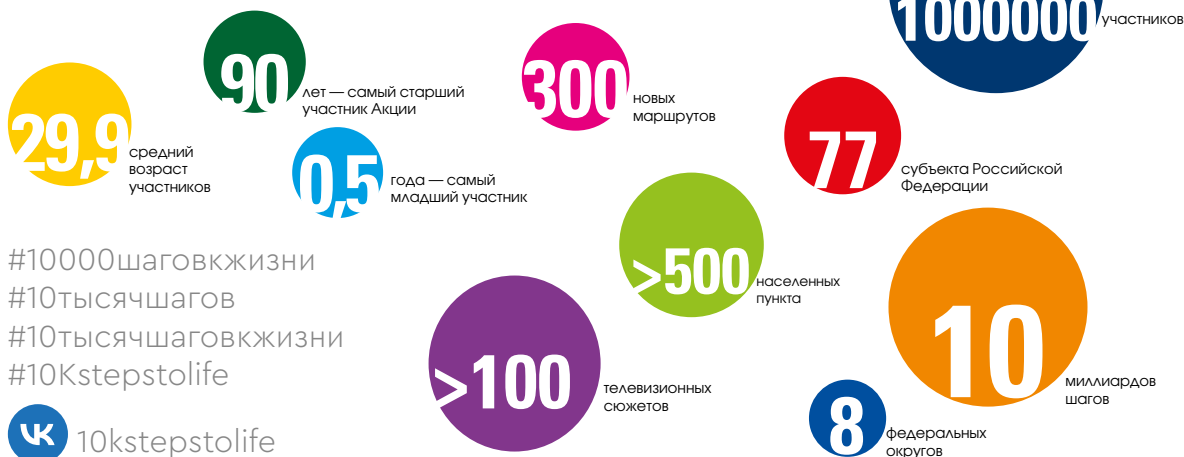 1000000
участников
90
лет — самый старший
участник Акции
300
новых
маршрутов
29,9
средний
возраст
участников
0,5
года — самый
младший участник
77
субъекта Российской
Федерации
>500
населенных
пункта
#10000шаговкжизни
#10тысячшагов
#10тысячшаговкжизни
#10Kstepstolife
10kstepstolife
>100
телевизионных
сюжетов
10
миллиардов
шагов
8
федеральных
округов